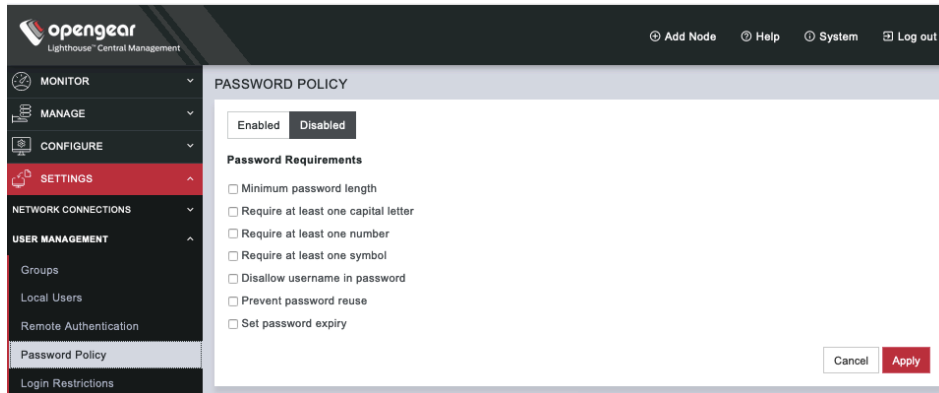 opengear
Lighthouse™ Central Management
Add Node Help System Log out
MONITOR
MANAGE
CONFIGURE
SETTINGS
NETWORK CONNECTIONS
USER MANAGEMENT
Groups
Local Users
Remote Authentication
Password Policy
Login Restrictions
PASSWORD POLICY
Enabled Disabled
Password Requirements
Minimum password length
Require at least one capital letter
Require at least one number
Require at least one symbol
Disallow username in password
Prevent password reuse
Set password expiry
Cancel Apply